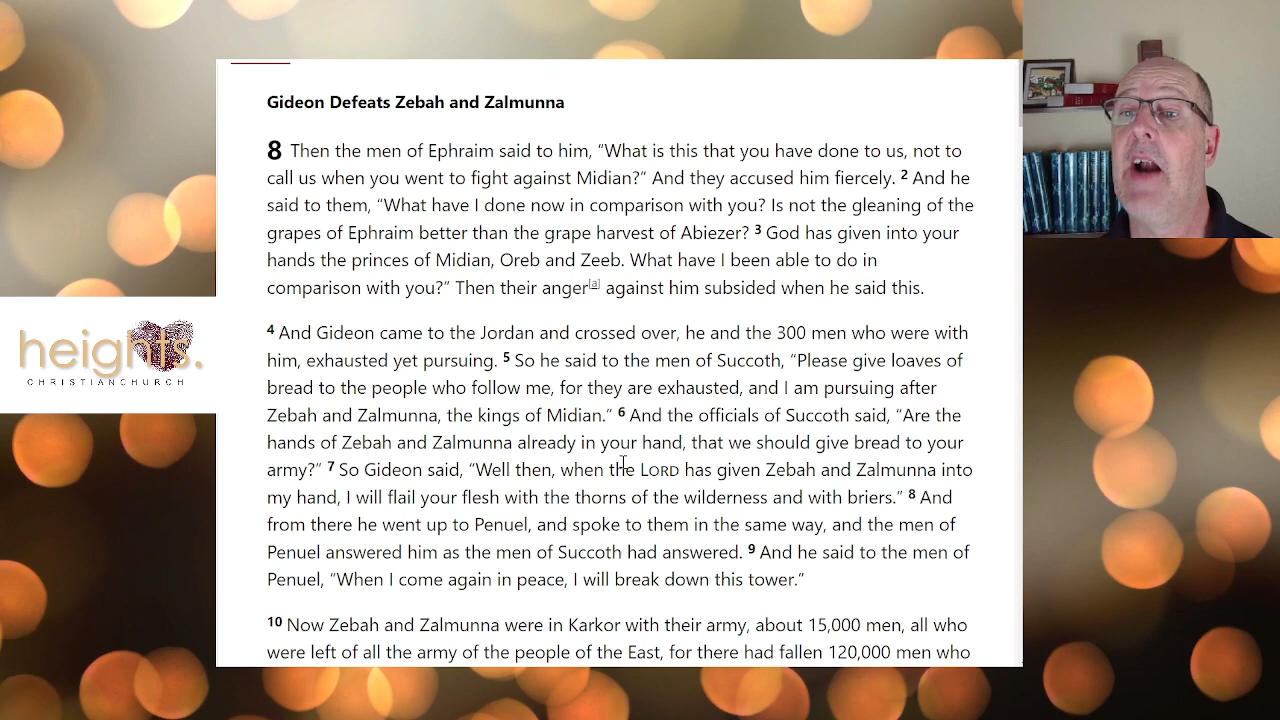 Gideon Defeats Zebah and Zalmunna
8 Then the men of Ephraim said to him, “What is this that you have done to us, not to
call us when you went to fight against Midian?” And they accused him fiercely. 2 And he
said to them, “What have I done now in comparison with you? Is not the gleaning of the
grapes of Ephraim better than the grape harvest of Abiezer? 3 God has given into your
hands the princes of Midian, Oreb and Zeeb. What have I been able to do in
comparison with you?” Then their anger[a] against him subsided when he said this.
4 And Gideon came to the Jordan and crossed over, he and the 300 men who were with
him, exhausted yet pursuing. 5 So he said to the men of Succoth, “Please give loaves of
bread to the people who follow me, for they are exhausted, and I am pursuing after
Zebah and Zalmunna, the kings of Midian.” 6 And the officials of Succoth said, “Are the
hands of Zebah and Zalmunna already in your hand, that we should give bread to your
army?” 7 So Gideon said, “Well then, when the LORD has given Zebah and Zalmunna into
my hand, I will flail your flesh with the thorns of the wilderness and with briers.” 8 And
from there he went up to Penuel, and spoke to them in the same way, and the men of
Penuel answered him as the men of Succoth had answered. 9 And he said to the men of
Penuel, “When I come again in peace, I will break down this tower.”
10 Now Zebah and Zalmunna were in Karkor with their army, about 15,000 men, all who
were left of all the army of the people of the East, for there had fallen 120,000 men who
heights.
CHRISTIANCHURCH